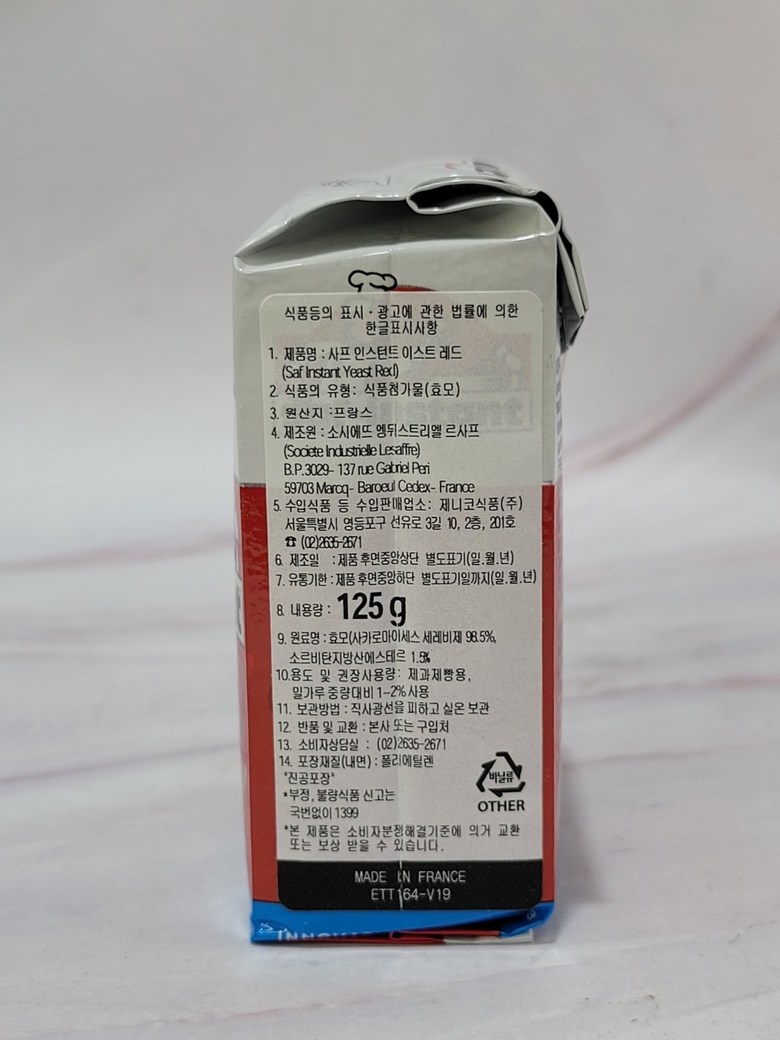 식품등의 표시·광고에 관한 법률에 의한
한글표시사항
1. 제품명 : 사프 인스턴트 이스트 레드
(Saf Instant Yeast Red)
2. 식품의 유형: 식품첨가물(효모)
3. 원산지 :프랑스
4. 제조원 : 소시에뜨 엥뒤스트리엘 르사프
(Societe Industrielle Lesaffre)
B.P.3029- 137 rue Gabriel Peri
59703 Marcq- Baroeul Cedex- France
5. 수입식품 등 수입판매업소: 제니코식품(주)
서울특별시 영등포구 선유로 3길 10, 2층, 201호
☎ (02)2635-2671
6. 제조일 : 제품 후면중앙상단 별도표기(일.월.년)
7. 유통기한 : 제품 후면중앙하단 별도표기일까지(일.월.년)
8. 내용량 : 125 g
9. 원료명 : 효모(사카로마이세스 세레비제 98.5%,
소르비탄지방산에스테르 1.5%
10.용도 및 권장사용량: 제과제빵용,
밀가루 중량대비 1~2% 사용
11. 보관방법 : 직사광선을 피하고 실온 보관
12. 반품 및 교환 : 본사 또는 구입처
13. 소비자상담실 : (02)2635-2671
14. 포장재질(내면) : 폴리에틸렌
"진공포장"
*부정, 불량식품 신고는
국번없이 1399
*본 제품은 소비자분쟁해결기준에 의거 교환
또는 보상 받을 수 있습니다.
비닐류
OTHER
MADE IN FRANCE
ETT164-V19